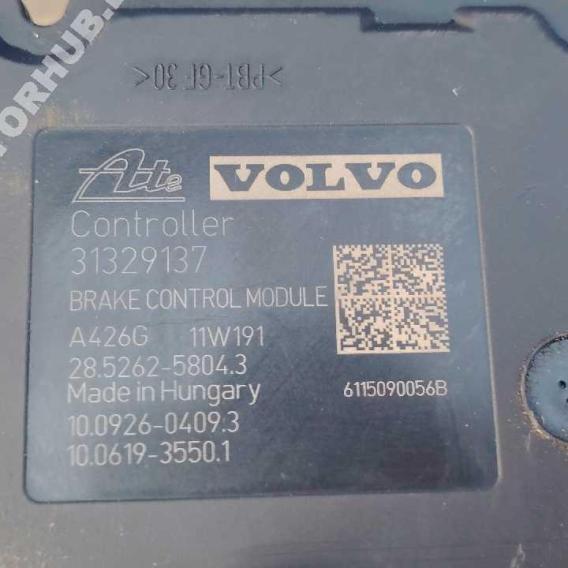 >PBT-GF 30<
Ate VOLVO
Controller
31329137
BRAKE CONTROL MODULE
A426G 11W191
28.5262-5804.3
Made in Hungary 6115090056B
10.0926-0409.3
10.0619-3550.1